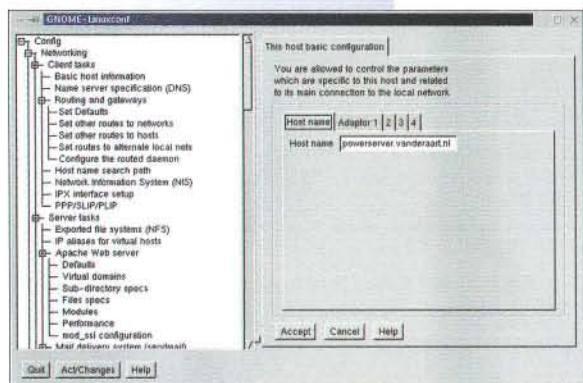 GNOME-Linuxconf
Config
Networking
Client tasks
Basic host information
Name server specification (DNS)
Routing and gateways
Set Defaults
Set other routes to networks
Set other routes to hosts
Set routes to alternate local nets
Configure the routed daemon
Host name search path
Network Information System (NIS)
IPX interface setup
PPP/SLIP/PLIP
Server tasks
Exported file systems (NFS)
IP aliases for virtual hosts
Apache Web server
Defaults
Virtual domains
Sub-directory specs
Files specs
Modules
Performance
mod_ssl configuration
Mail delivery system (sendmail)
This host basic configuration
You are allowed to control the parameters
which are specific to this host and related
to its main connection to the local network
Host name Adaptor 1 2 3 4
Host name powerserver.vanderaart.nl
Accept Cancel Help
Quit Act/Changes Help